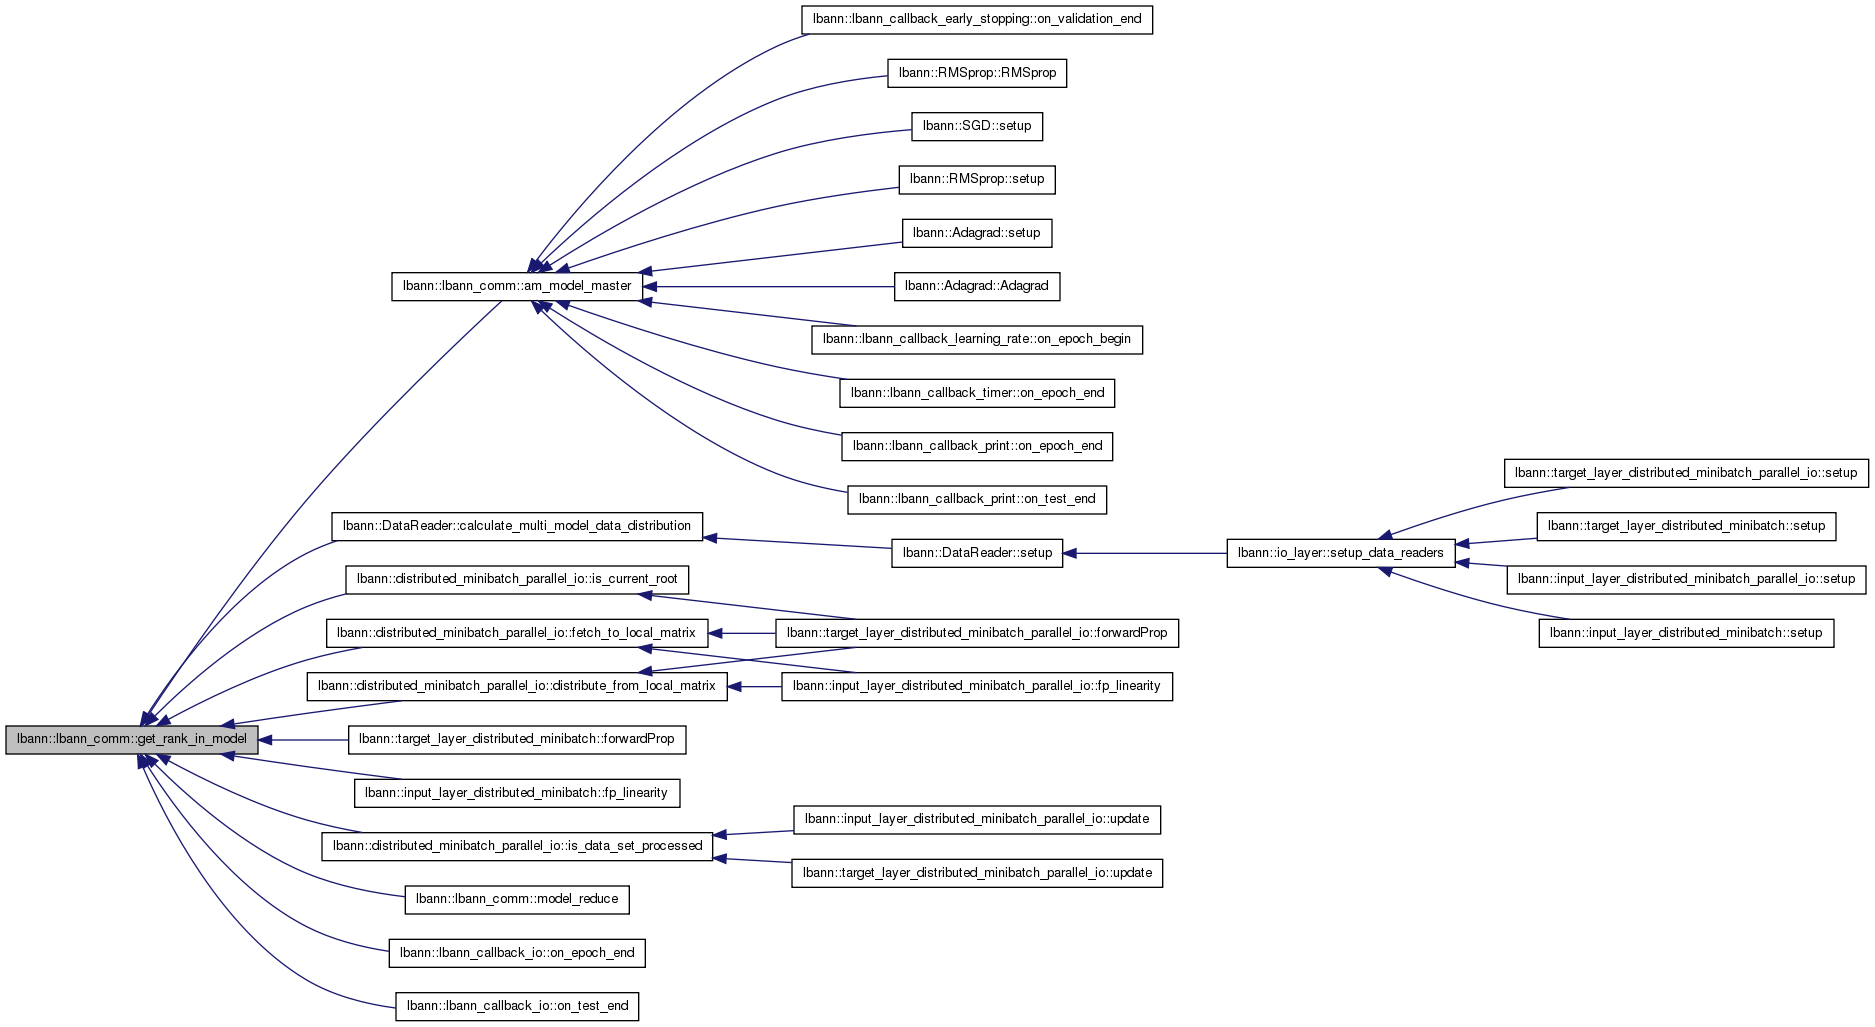 lbann::lbann_callback_early_stopping::on_validation_end
lbann::RMSprop::RMSprop
lbann::SGD::setup
lbann::RMSprop::setup
lbann::Adagrad::setup
lbann::lbann_comm::am_model_master
lbann::Adagrad::Adagrad
lbann::lbann_callback_learning_rate::on_epoch_begin
lbann::lbann_callback_timer::on_epoch_end
lbann::lbann_callback_print::on_epoch_end
lbann::target_layer_distributed_minibatch_parallel_io::setup
lbann::lbann_callback_print::on_test_end
lbann::DataReader::calculate_multi_model_data_distribution
lbann::target_layer_distributed_minibatch::setup
lbann::DataReader::setup
lbann::io_layer::setup_data_readers
lbann::distributed_minibatch_parallel_io::is_current_root
lbann::input_layer_distributed_minibatch_parallel_io::setup
lbann::distributed_minibatch_parallel_io::fetch_to_local_matrix
lbann::target_layer_distributed_minibatch_parallel_io::forwardProp
lbann::input_layer_distributed_minibatch::setup
lbann::distributed_minibatch_parallel_io::distribute_from_local_matrix
lbann::input_layer_distributed_minibatch_parallel_io::fp_linearity
lbann::lbann_comm::get_rank_in_model
lbann::target_layer_distributed_minibatch::forwardProp
lbann::input_layer_distributed_minibatch::fp_linearity
lbann::input_layer_distributed_minibatch_parallel_io::update
lbann::distributed_minibatch_parallel_io::is_data_set_processed
lbann::target_layer_distributed_minibatch_parallel_io::update
lbann::lbann_comm::model_reduce
lbann::lbann_callback_io::on_epoch_end
lbann::lbann_callback_io::on_test_end